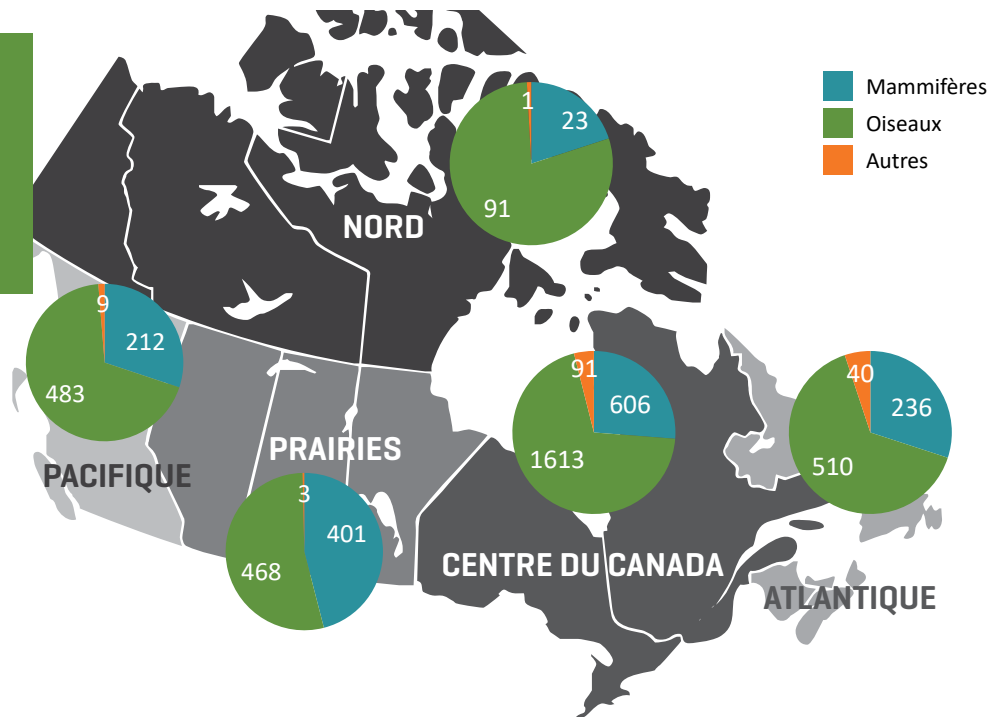 Mammifères
Oiseaux
Autres
1
23
91
NORD
9
212
483
PACIFIQUE
PRAIRIES
3
401
468
91
606
1613
CENTRE DU CANADA
40
236
510
ATLANTIQUE